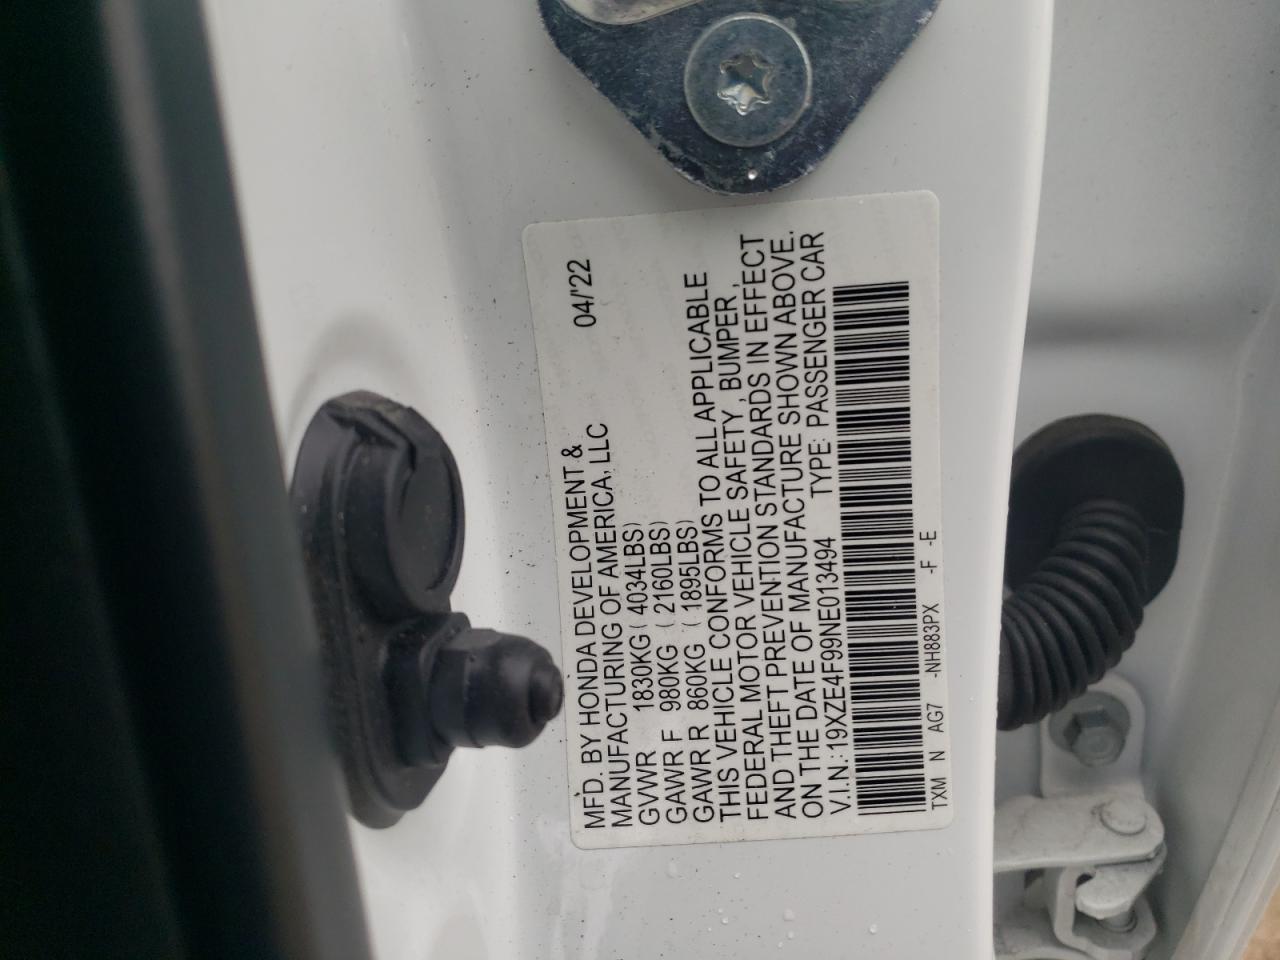 MFD. BY HONDA DEVELOPMENT &
MANUFACTURING OF AMERICA, LLC 04/'22
GVWR 1830KG ( 4034LBS)
GAWR F 980KG ( 2160LBS)
GAWR R 860KG ( 1895LBS)
THIS VEHICLE CONFORMS TO ALL APPLICABLE
FEDERAL MOTOR VEHICLE SAFETY, BUMPER,
AND THEFT PREVENTION STANDARDS IN EFFECT
ON THE DATE OF MANUFACTURE SHOWN ABOVE.
V.I.N.:19XZE4F99NE013494 TYPE: PASSENGER CAR
TXM N AG7 -NH883PX -F -E